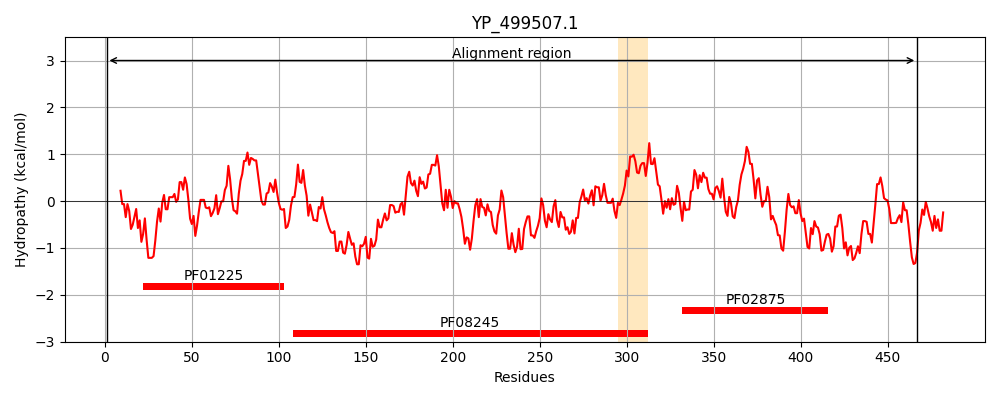 YP_499507.1
Alignment region
3
2
1
0
−1
−2
−3
Hydropathy (kcal/mol)
PF01225
PF02875
PF08245
0 50 100 150 200 250 300 350 400 450
Residues